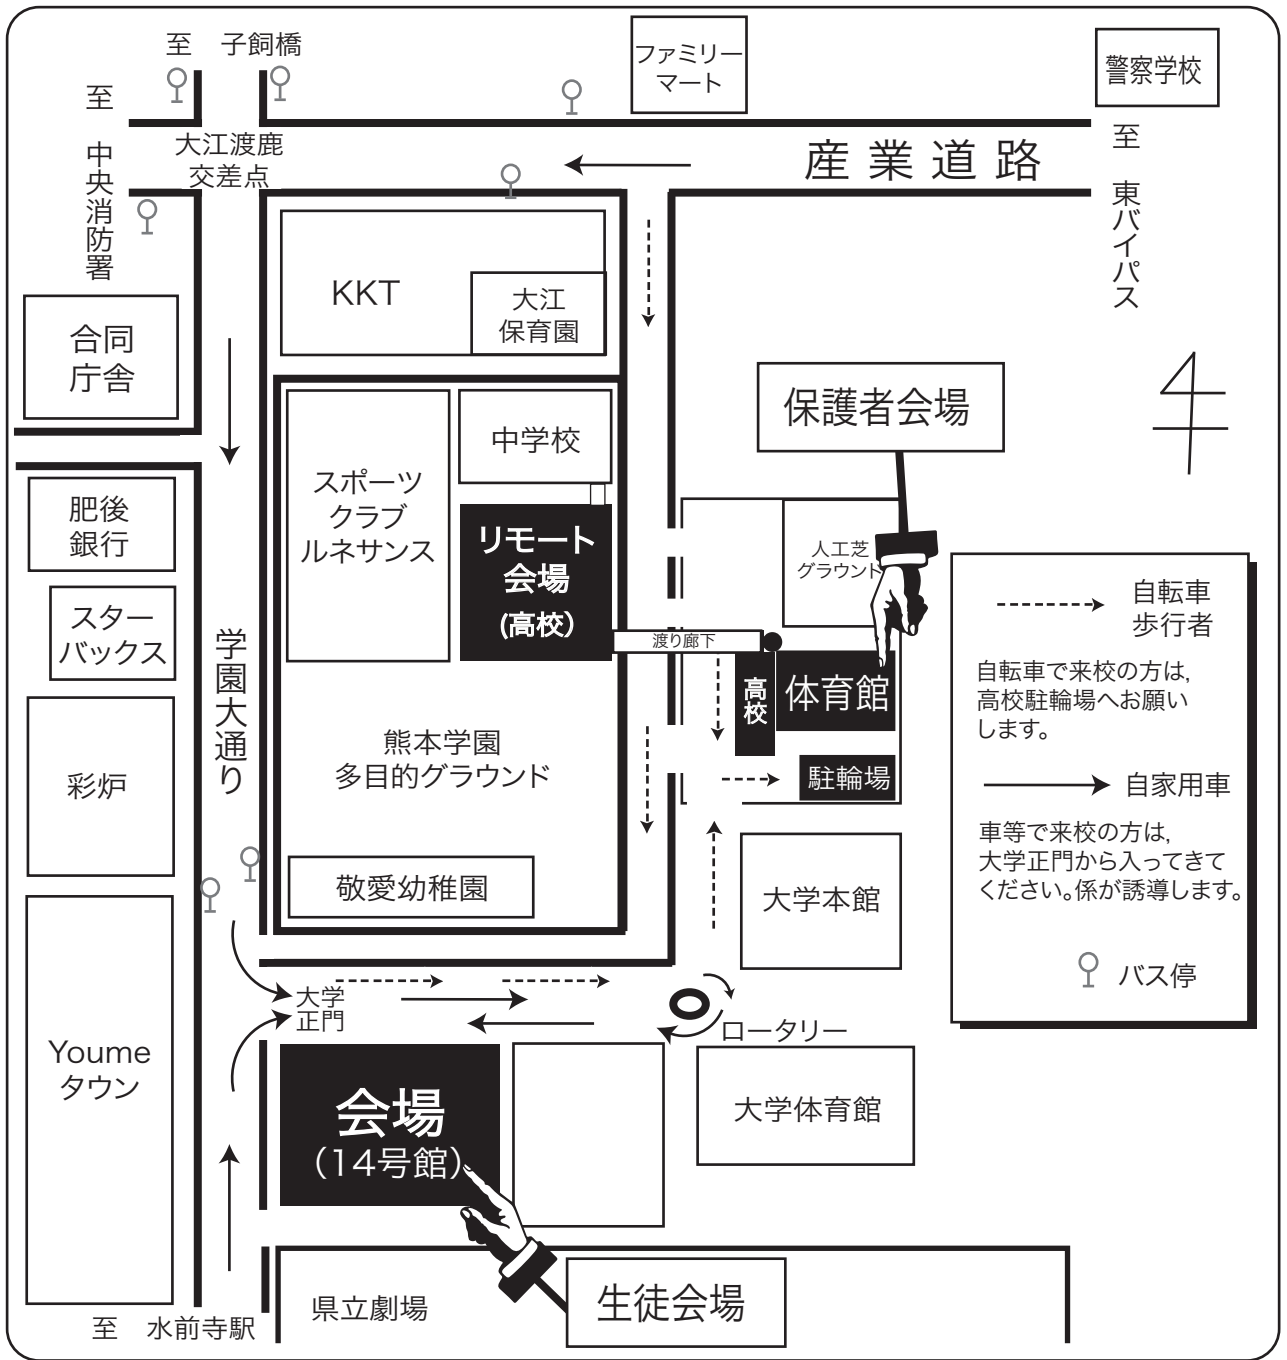 至 子飼橋
ファミリー
マート
警察学校
至 中央消防署
大江渡鹿
交差点
産業道路
至 東バイパス
KKT
大江
保育園
合同
庁舎
保護者会場
中学校
スポーツ
クラブ
ルネサンス
リモート
会場
(高校)
肥後
銀行
人工芝
グラウンド
スター
バックス
学園大通り
渡り廊下
高校
体育館
自転車
歩行者
自転車で来校の方は,
高校駐輪場へお願い
します。
彩炉
熊本学園
多目的グラウンド
駐輪場
自家用車
車等で来校の方は,
大学正門から入ってきて
ください。係が誘導します。
敬愛幼稚園
大学本館
バス停
大学
正門
ロータリー
Youme
タウン
会場
(14号館)
大学体育館
県立劇場
生徒会場
至 水前寺駅